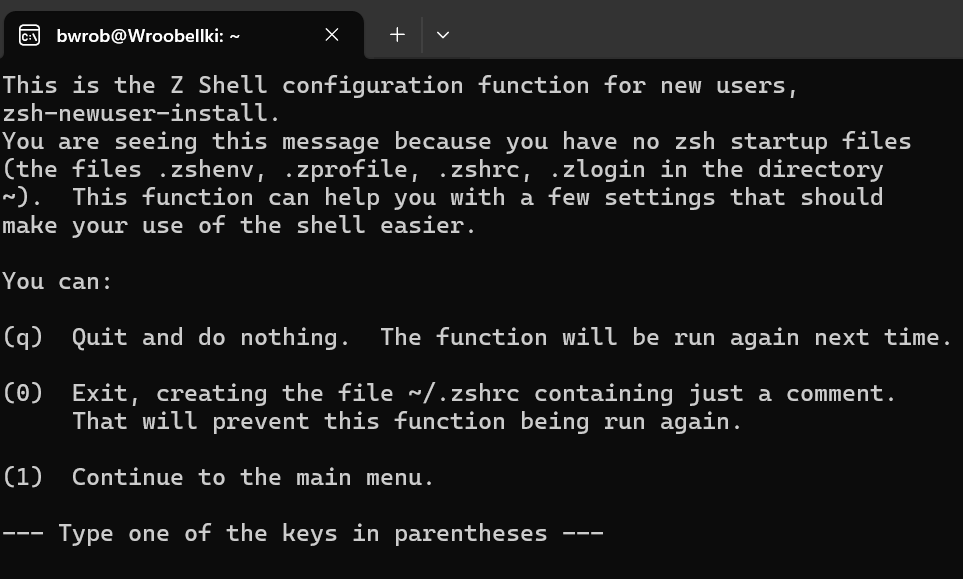 bwrob@Wroobellki: ~
This is the Z Shell configuration function for new users,
zsh-newuser-install.
You are seeing this message because you have no zsh startup files
(the files .zshenv, .zprofile, .zshrc, .zlogin in the directory
~).  This function can help you with a few settings that should
make your use of the shell easier.

You can:

(q)  Quit and do nothing.  The function will be run again next time.

(0)  Exit, creating the file ~/.zshrc containing just a comment.
     That will prevent this function being run again.

(1)  Continue to the main menu.

--- Type one of the keys in parentheses ---